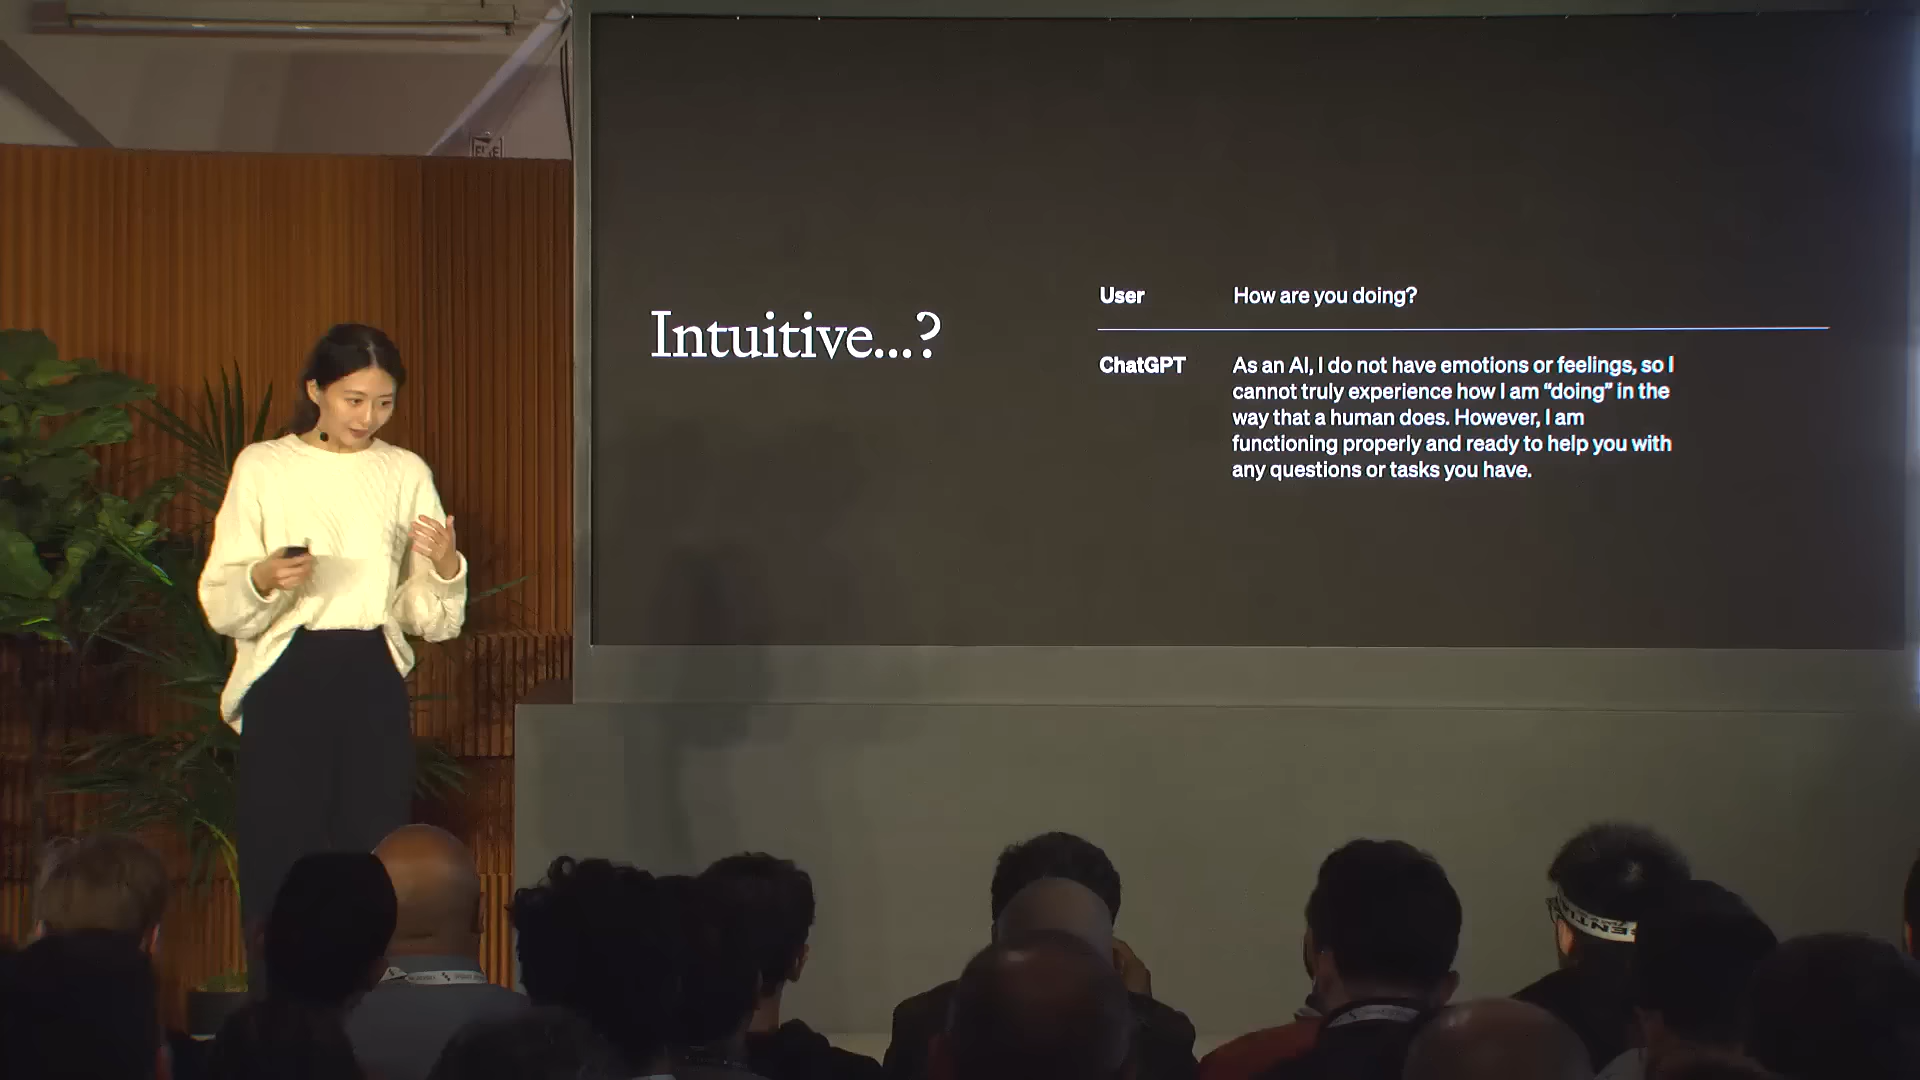 Intuitive...?
User
How are you doing?
ChatGPT
As an AI, I do not have emotions or feelings, so I
cannot truly experience how I am “doing” in the
way that a human does. However, I am
functioning properly and ready to help you with
any questions or tasks you have.